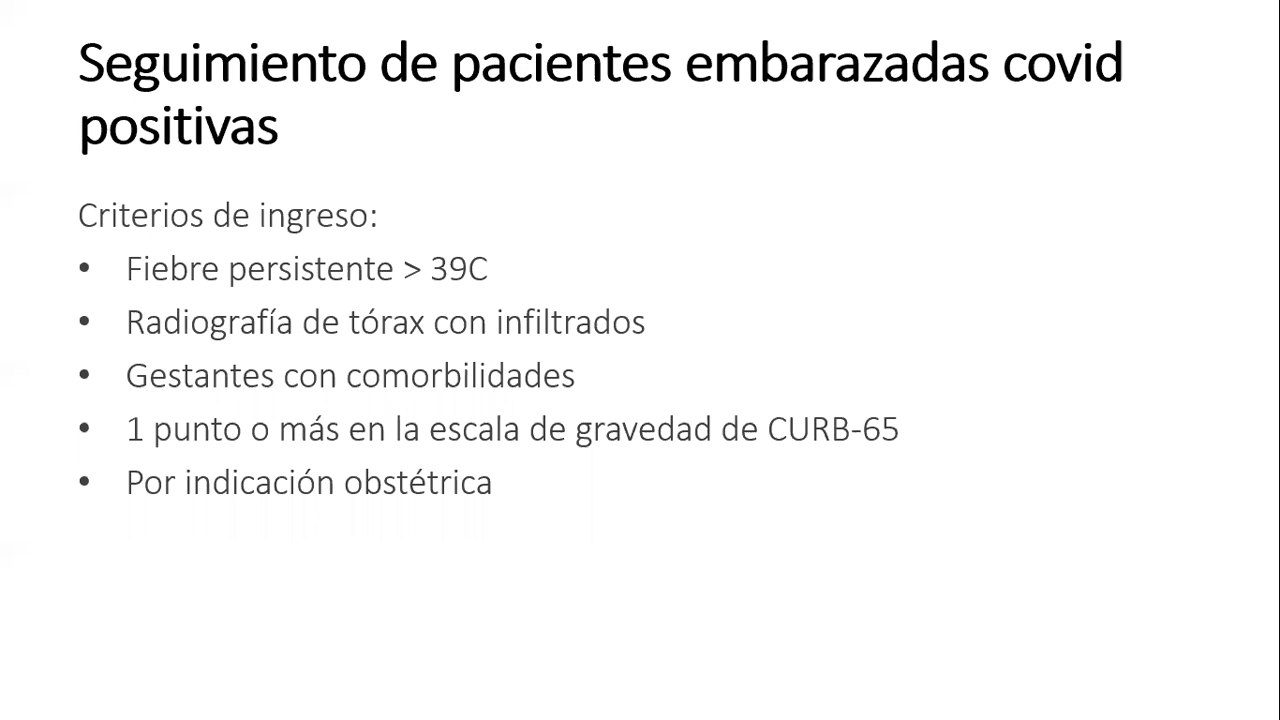 Seguimiento de pacientes embarazadas covid
positivas
Criterios de ingreso:
• Fiebre persistente > 39C
• Radiografía de tórax con infiltrados
• Gestantes con comorbilidades
• 1 punto o más en la escala de gravedad de CURB-65
• Por indicación obstétrica